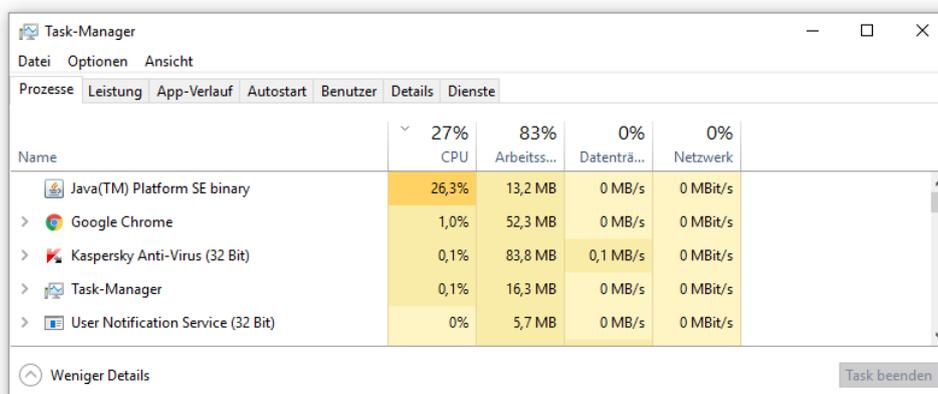 Task-Manager
Datei Optionen Ansicht
Prozesse Leistung App-Verlauf Autostart Benutzer Details Dienste
27% 83% 0% 0%
Name CPU Arbeitss... Datenträ... Netzwerk
Java(TM) Platform SE binary 26,3% 13,2 MB 0 MB/s 0 MBit/s
Google Chrome 1,0% 52,3 MB 0 MB/s 0 MBit/s
Kaspersky Anti-Virus (32 Bit) 0,1% 83,8 MB 0,1 MB/s 0 MBit/s
Task-Manager 0,1% 16,3 MB 0 MB/s 0 MBit/s
User Notification Service (32 Bit) 0% 5,7 MB 0 MB/s 0 MBit/s
Weniger Details Task beenden